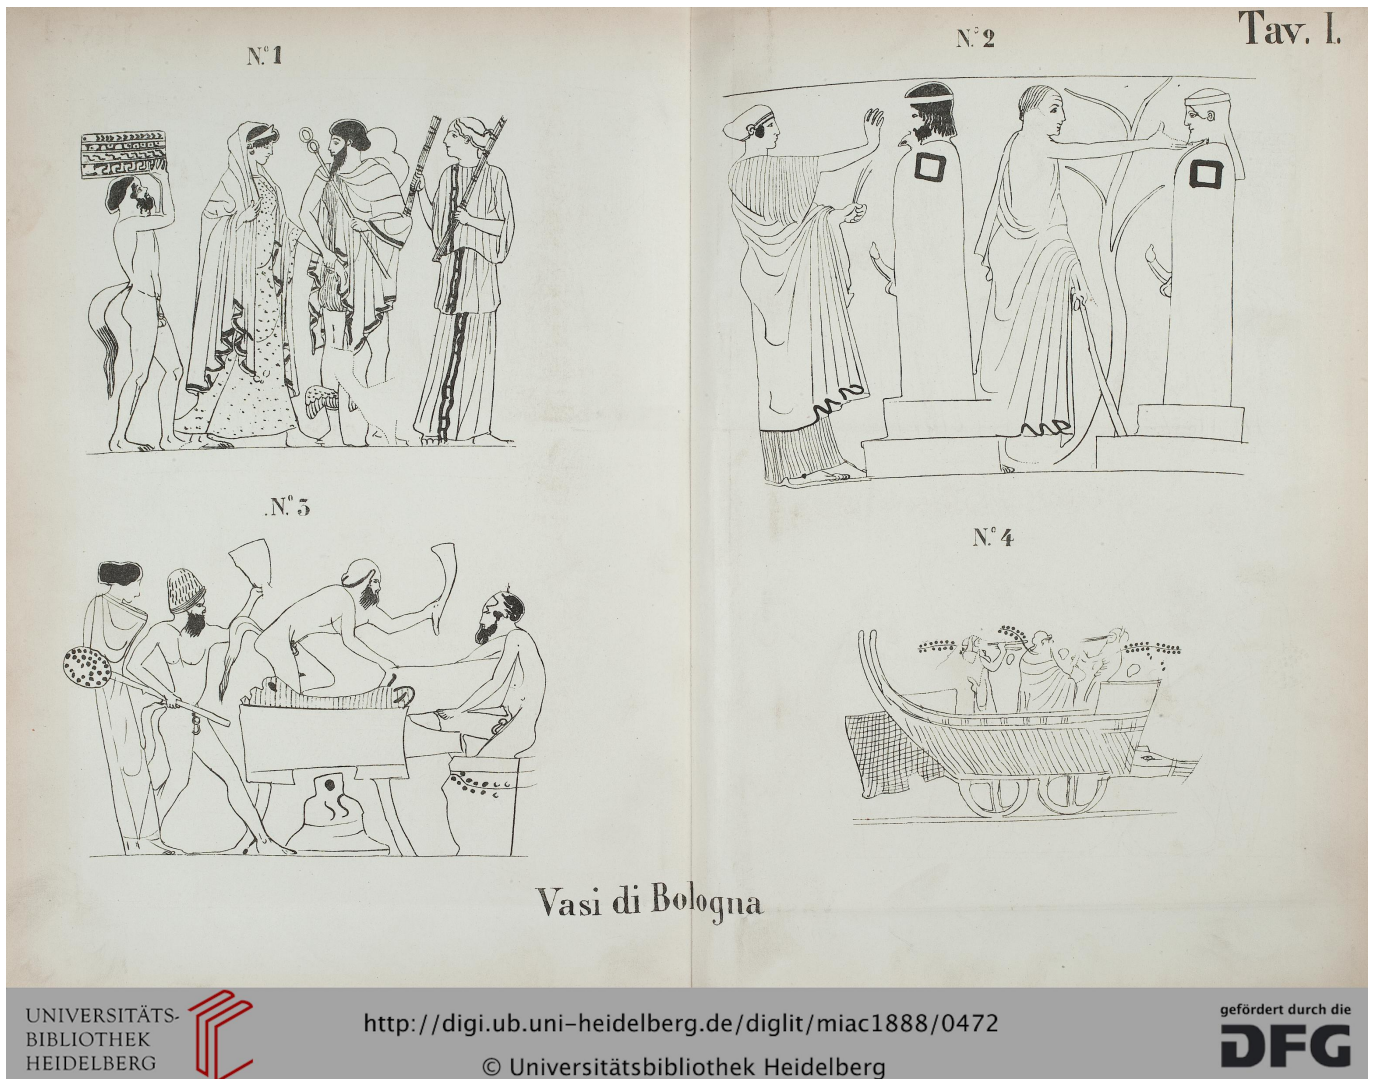 Tav. I.
N.º 1
N.º 2
.N.º 3
N.º 4
Vasi di Bologna
UNIVERSITÄTS-
BIBLIOTHEK
HEIDELBERG
http://digi.ub.uni-heidelberg.de/diglit/miac1888/0472
© Universitätsbibliothek Heidelberg
gefördert durch die
DFG